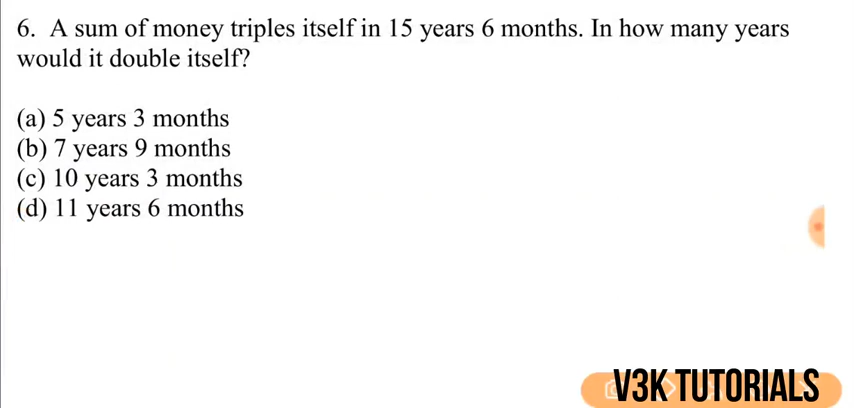 6. A sum of money triples itself in 15 years 6 months. In how many years
would it double itself?
(a) 5 years 3 months
(b) 7 years 9 months
(c) 10 years 3 months
(d) 11 years 6 months
V3K TUTORIALS